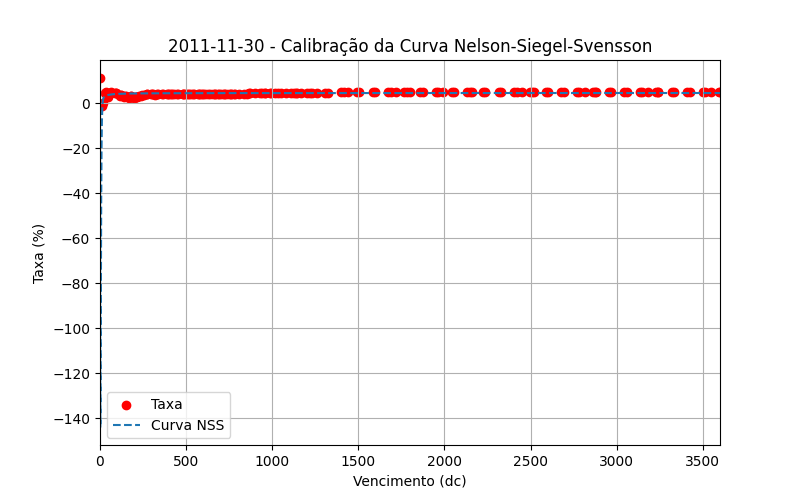 2011-11-30 - Calibração da Curva Nelson-Siegel-Svensson
Taxa (%)
0
−20
−40
−60
−80
−100
−120
−140
Taxa
Curva NSS
0 500 1000 1500 2000 2500 3000 3500
Vencimento (dc)